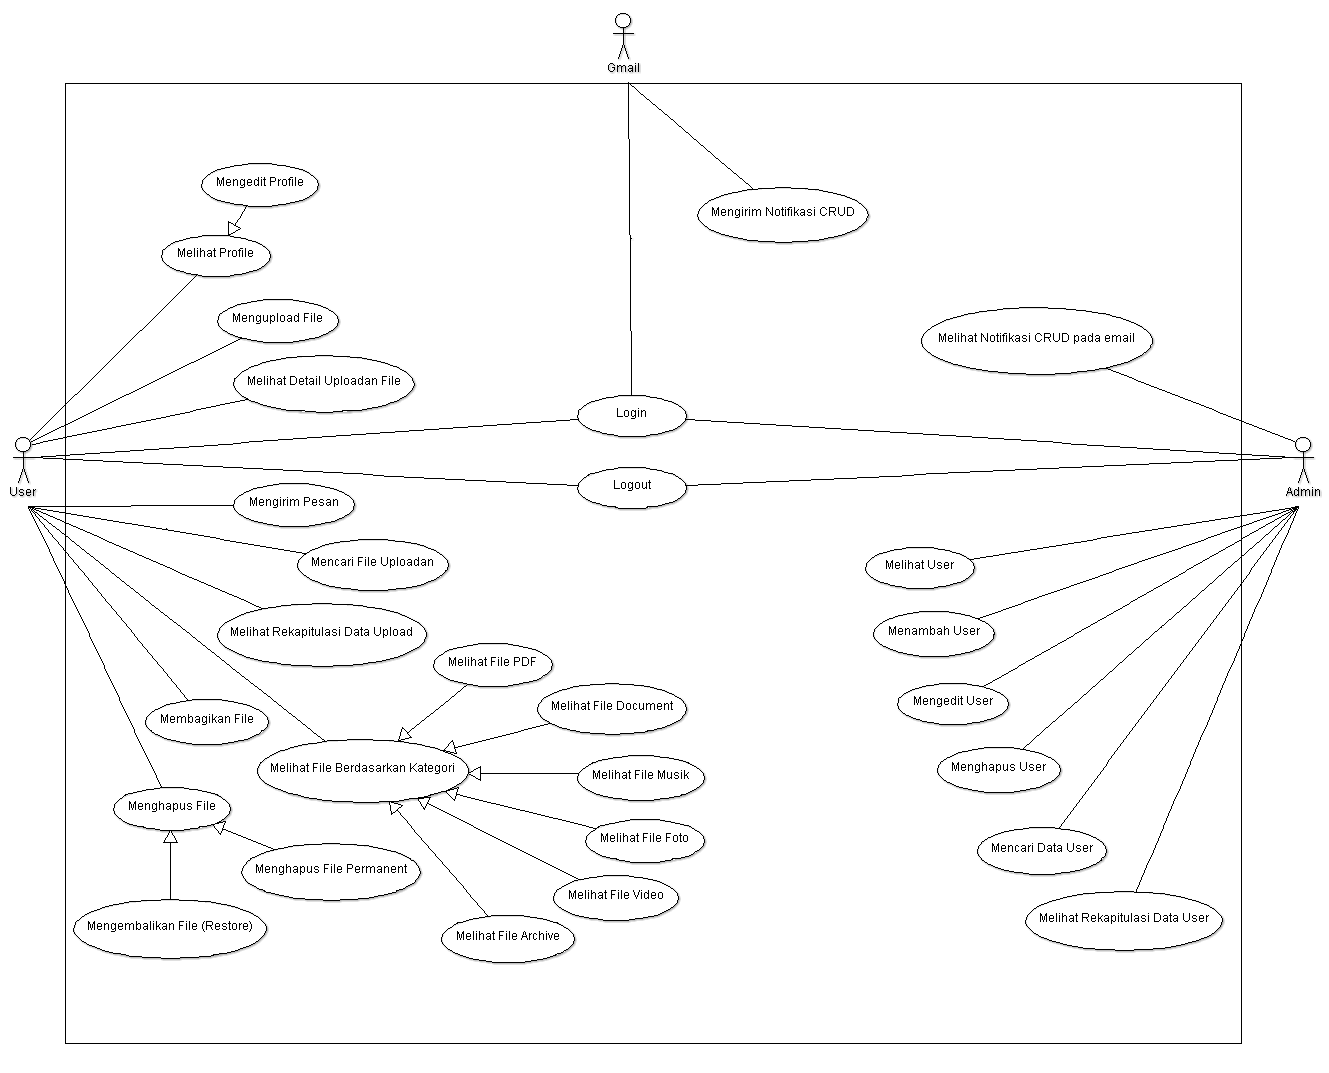 Gmail
Mengedit Profile
Mengirim Notifikasi CRUD
Melihat Profile
Mengupload File
Melihat Notifikasi CRUD pada email
Melihat Detail Uploadan File
Login
User
Logout
Admin
Mengirim Pesan
Mencari File Uploadan
Melihat User
Melihat Rekapitulasi Data Upload
Menambah User
Melihat File PDF
Mengedit User
Melihat File Document
Membagikan File
Melihat File Berdasarkan Kategori
Menghapus User
Melihat File Musik
Menghapus File
Melihat File Foto
Mencari Data User
Menghapus File Permanent
Melihat File Video
Melihat Rekapitulasi Data User
Mengembalikan File (Restore)
Melihat File Archive